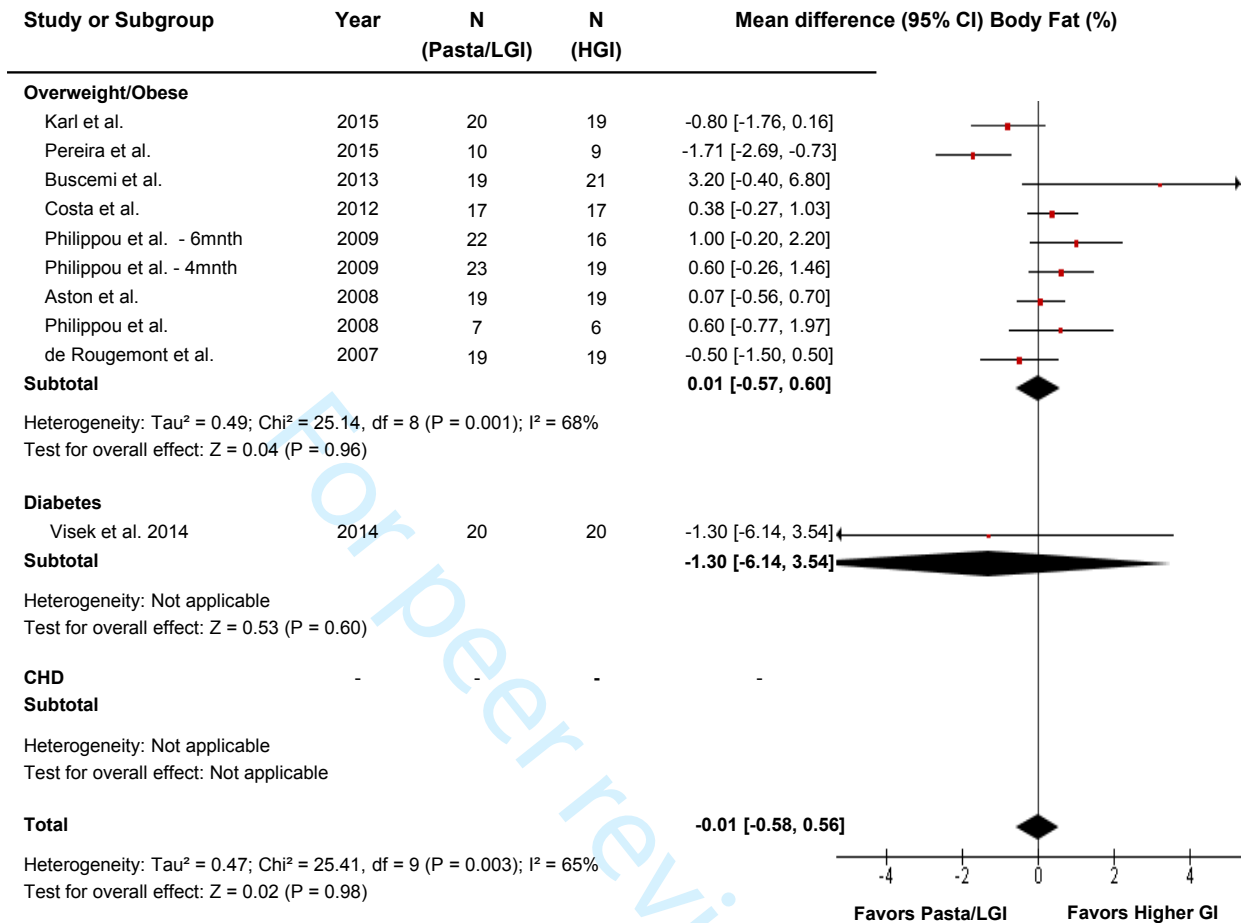 Study or Subgroup Year N N Mean difference (95% CI) Body Fat (%)
(Pasta/LGI) (HGI)
Overweight/Obese
Karl et al. 2015 20 19 -0.80 [-1.76, 0.16]
Pereira et al. 2015 10 9 -1.71 [-2.69, -0.73]
Buscemi et al. 2013 19 21 3.20 [-0.40, 6.80]
Costa et al. 2012 17 17 0.38 [-0.27, 1.03]
Philippou et al. - 6mnth 2009 22 16 1.00 [-0.20, 2.20]
Philippou et al. - 4mnth 2009 23 19 0.60 [-0.26, 1.46]
Aston et al. 2008 19 19 0.07 [-0.56, 0.70]
Philippou et al. 2008 7 6 0.60 [-0.77, 1.97]
de Rougemont et al. 2007 19 19 -0.50 [-1.50, 0.50]
Subtotal 0.01 [-0.57, 0.60]
Heterogeneity: Tau² = 0.49; Chi² = 25.14, df = 8 (P = 0.001); I² = 68%
Test for overall effect: Z = 0.04 (P = 0.96)
Diabetes
Visek et al. 2014 2014 20 20 -1.30 [-6.14, 3.54]
Subtotal -1.30 [-6.14, 3.54]
Heterogeneity: Not applicable
Test for overall effect: Z = 0.53 (P = 0.60)
CHD - - - -
Subtotal
Heterogeneity: Not applicable
Test for overall effect: Not applicable
Total -0.01 [-0.58, 0.56]
Heterogeneity: Tau² = 0.47; Chi² = 25.41, df = 9 (P = 0.003); I² = 65%
Test for overall effect: Z = 0.02 (P = 0.98)
-4 -2 0 2 4
Favors Pasta/LGI Favors Higher GI
For peer revi